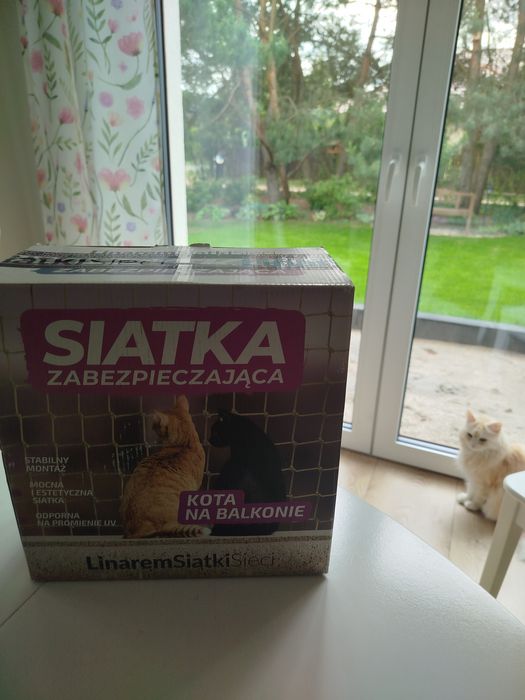 SIATKA
ZABEZPIECZAJĄCA
STABILNY
MONTAŻ
MOCNA
I ESTETYCZNA
SIATKA
ODPORNA
NA PROMIENIE UV
KOTA
NA BALKONIE
LinaremSiatkiSieci